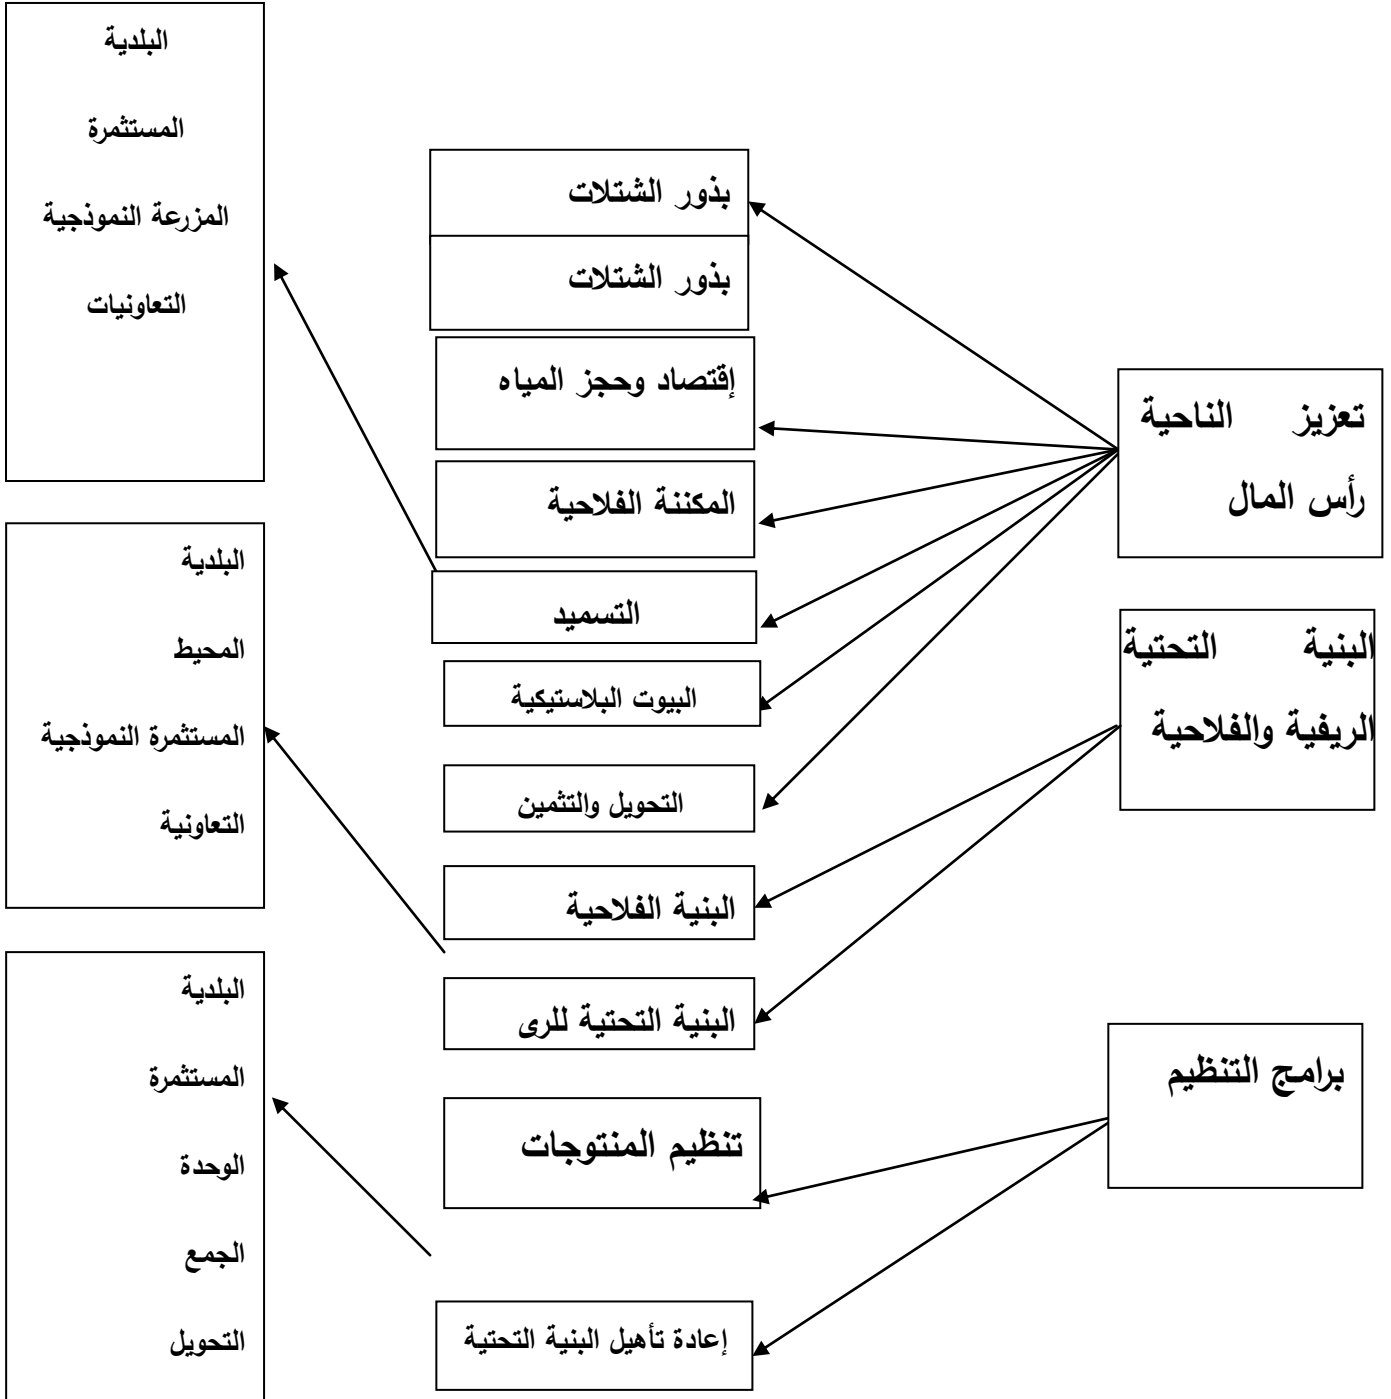 تعزيز الناحية
رأس المال
البنية التحتية
الريفية والفلاحية
برامج التنظيم
بذور الشتلات
بذور الشتلات
إقتصاد وحجز المياه
المكننة الفلاحية
التسميد
البيوت البلاستيكية
التحويل والتثمين
البنية الفلاحية
البنية التحتية للرى
تنظيم المنتوجات
إعادة تأهيل البنية التحتية
البلدية
المستثمرة
المزرعة النموذجية
التعاونيات
البلدية
المحيط
المستثمرة النموذجية
التعاونية
البلدية
المستثمرة
الوحدة
الجمع
التحويل